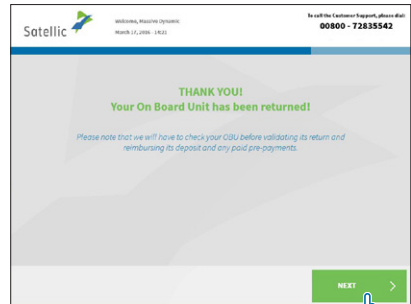 Satellic
Welcome, Massive Dynamic
March 17, 2016 - 14:21
To call the Customer Support, please dial:
00800 - 72835542
THANK YOU!
Your On Board Unit has been returned!
Please note that we will have to check your OBU before validating its return and
reimbursing its deposit and any paid pre-payments.
NEXT